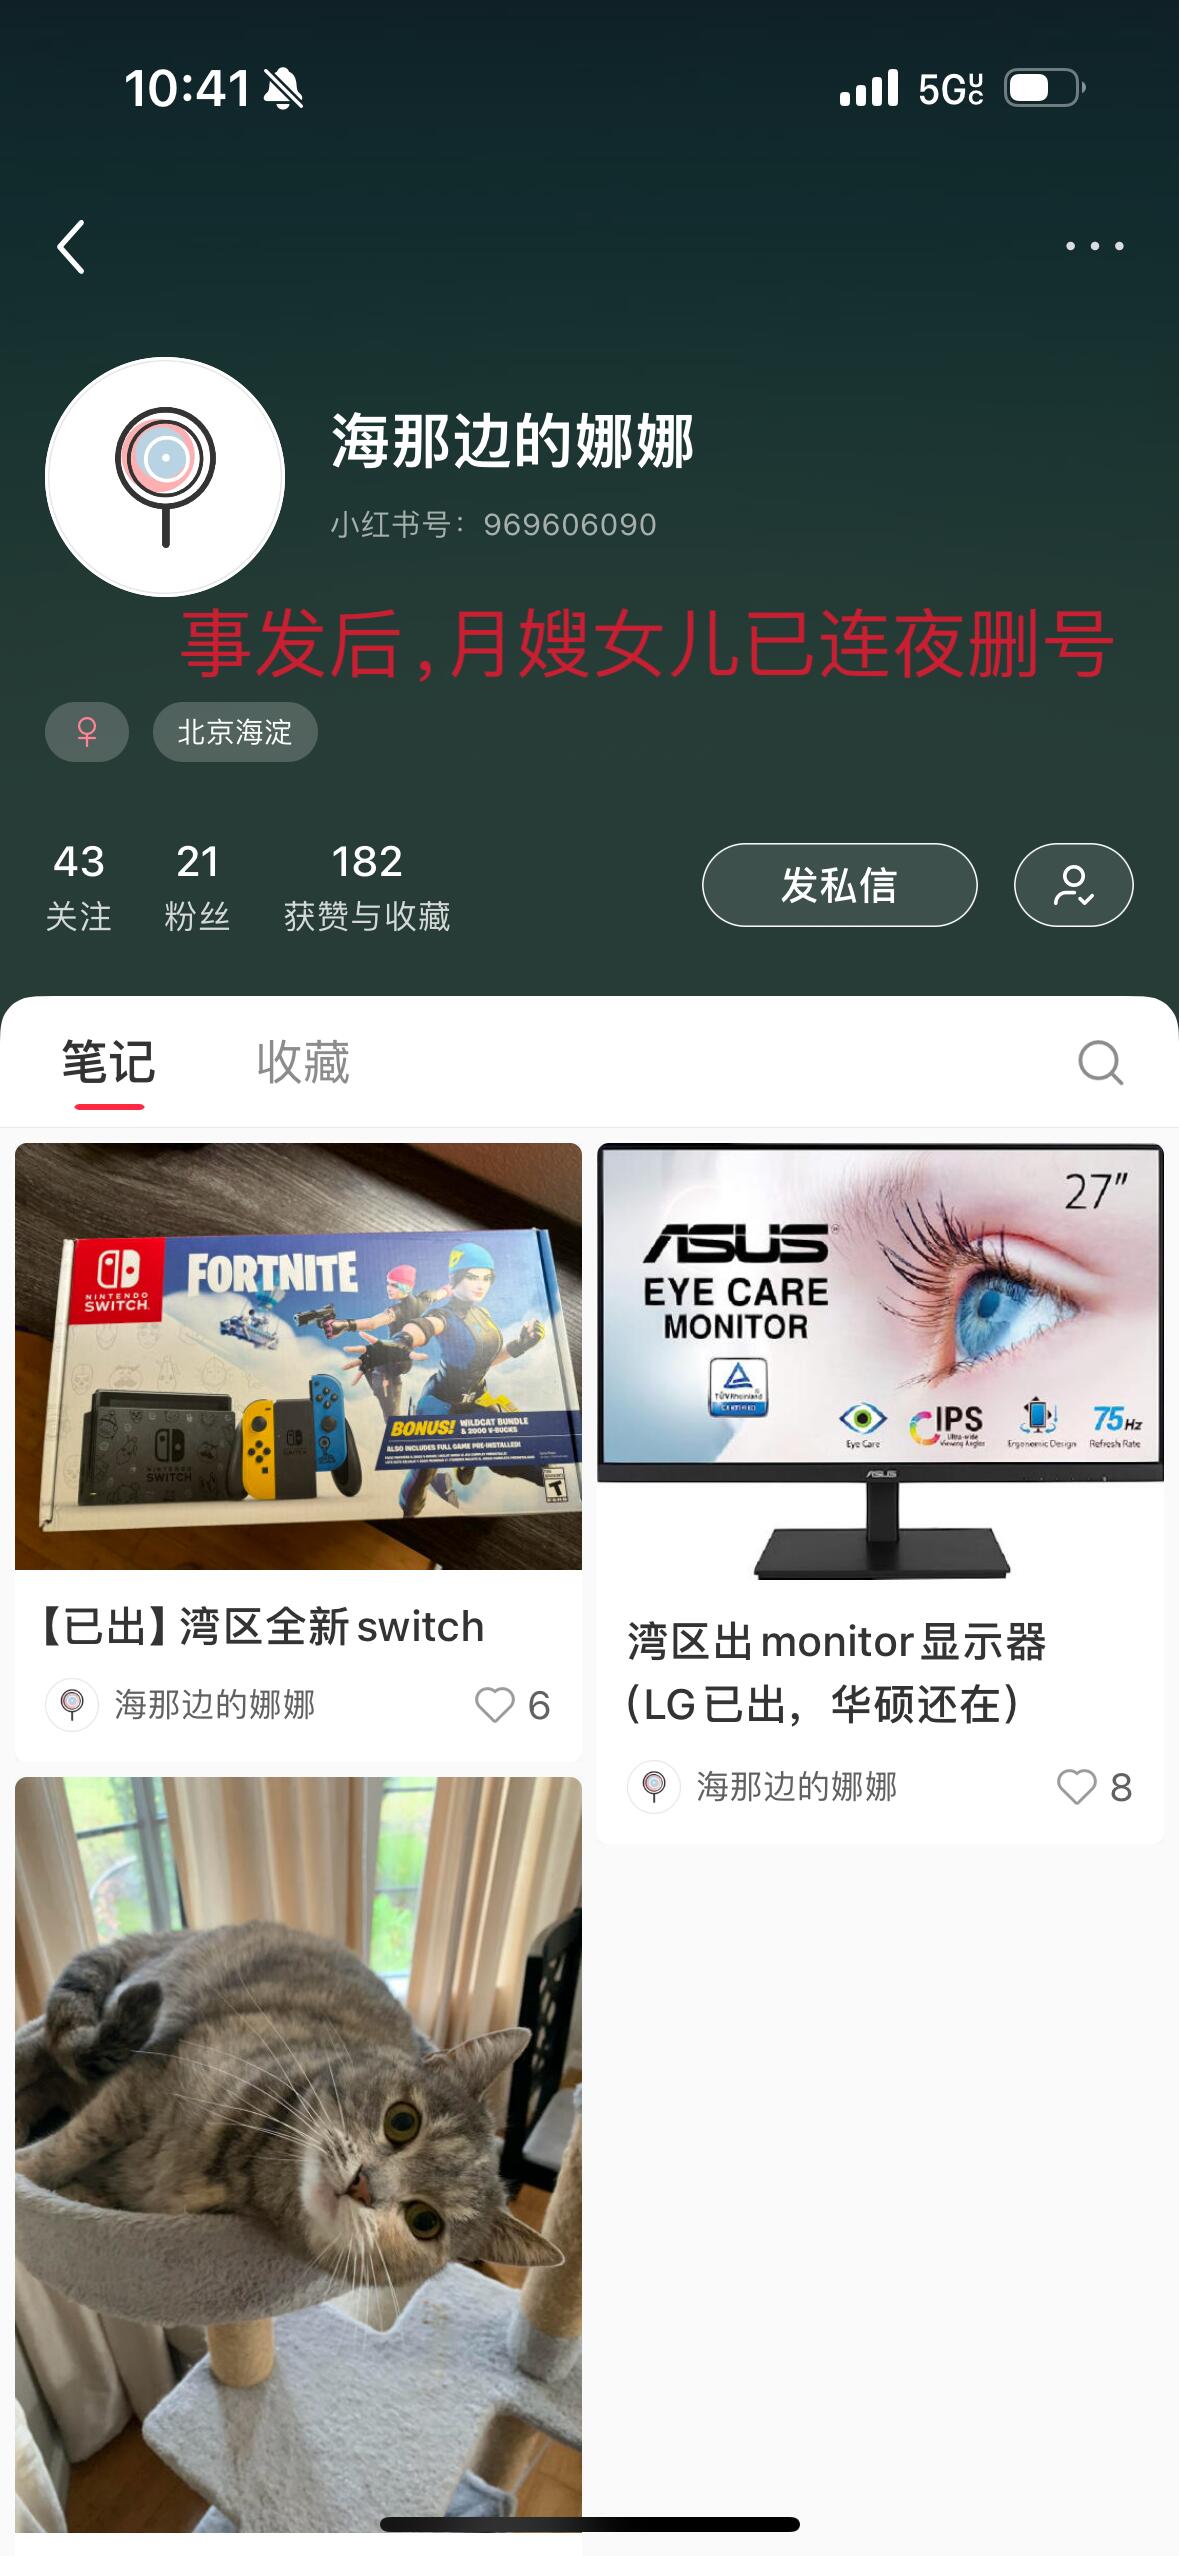 10:41
5G UC
海那边的娜娜
小红书号：969606090
事发后,月嫂女儿已连夜删号
北京海淀
43 21 182
关注 粉丝 获赞与收藏
发私信
笔记 收藏
NINTENDO
SWITCH
FORTNITE
NINTENDO
SWITCH
BONUS! WILDCAT BUNDLE
& 2000 V-BUCKS
ALSO INCLUDES FULL GAME PRE-INSTALLED!
T
【已出】湾区全新switch
海那边的娜娜 6
27"
ASUS
EYE CARE
MONITOR
TÜVRheinland
CERTIFIED
Eye Care
IPS
Ultra-wide
Viewing Angles
Ergonomic Design
75Hz
Refresh Rate
ASUS
湾区出monitor显示器
（LG已出，华硕还在）
海那边的娜娜 8